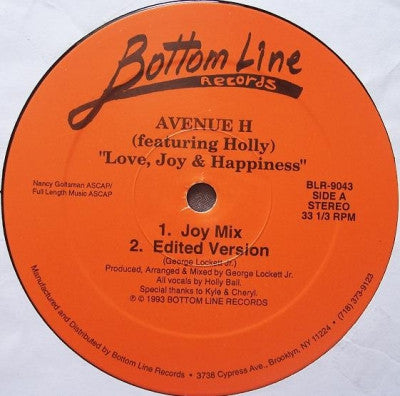 Bottom Line
Records
AVENUE H
(featuring Holly)
"Love, Joy & Happiness"
Nancy Goltsman ASCAP/
Full Length Music ASCAP
BLR-9043
SIDE A
STEREO
33 1/3 RPM
1. Joy Mix
2. Edited Version
(George Lockett Jr.)
Produced, Arranged & Mixed by George Lockett Jr.
All vocals by Holly Ball.
Special thanks to Kyle & Cheryl.
℗ © 1993 BOTTOM LINE RECORDS
Manufactured and Distributed by Bottom Line Records • 3738 Cypress Ave., Brooklyn, NY 11224 • (718) 373-9123